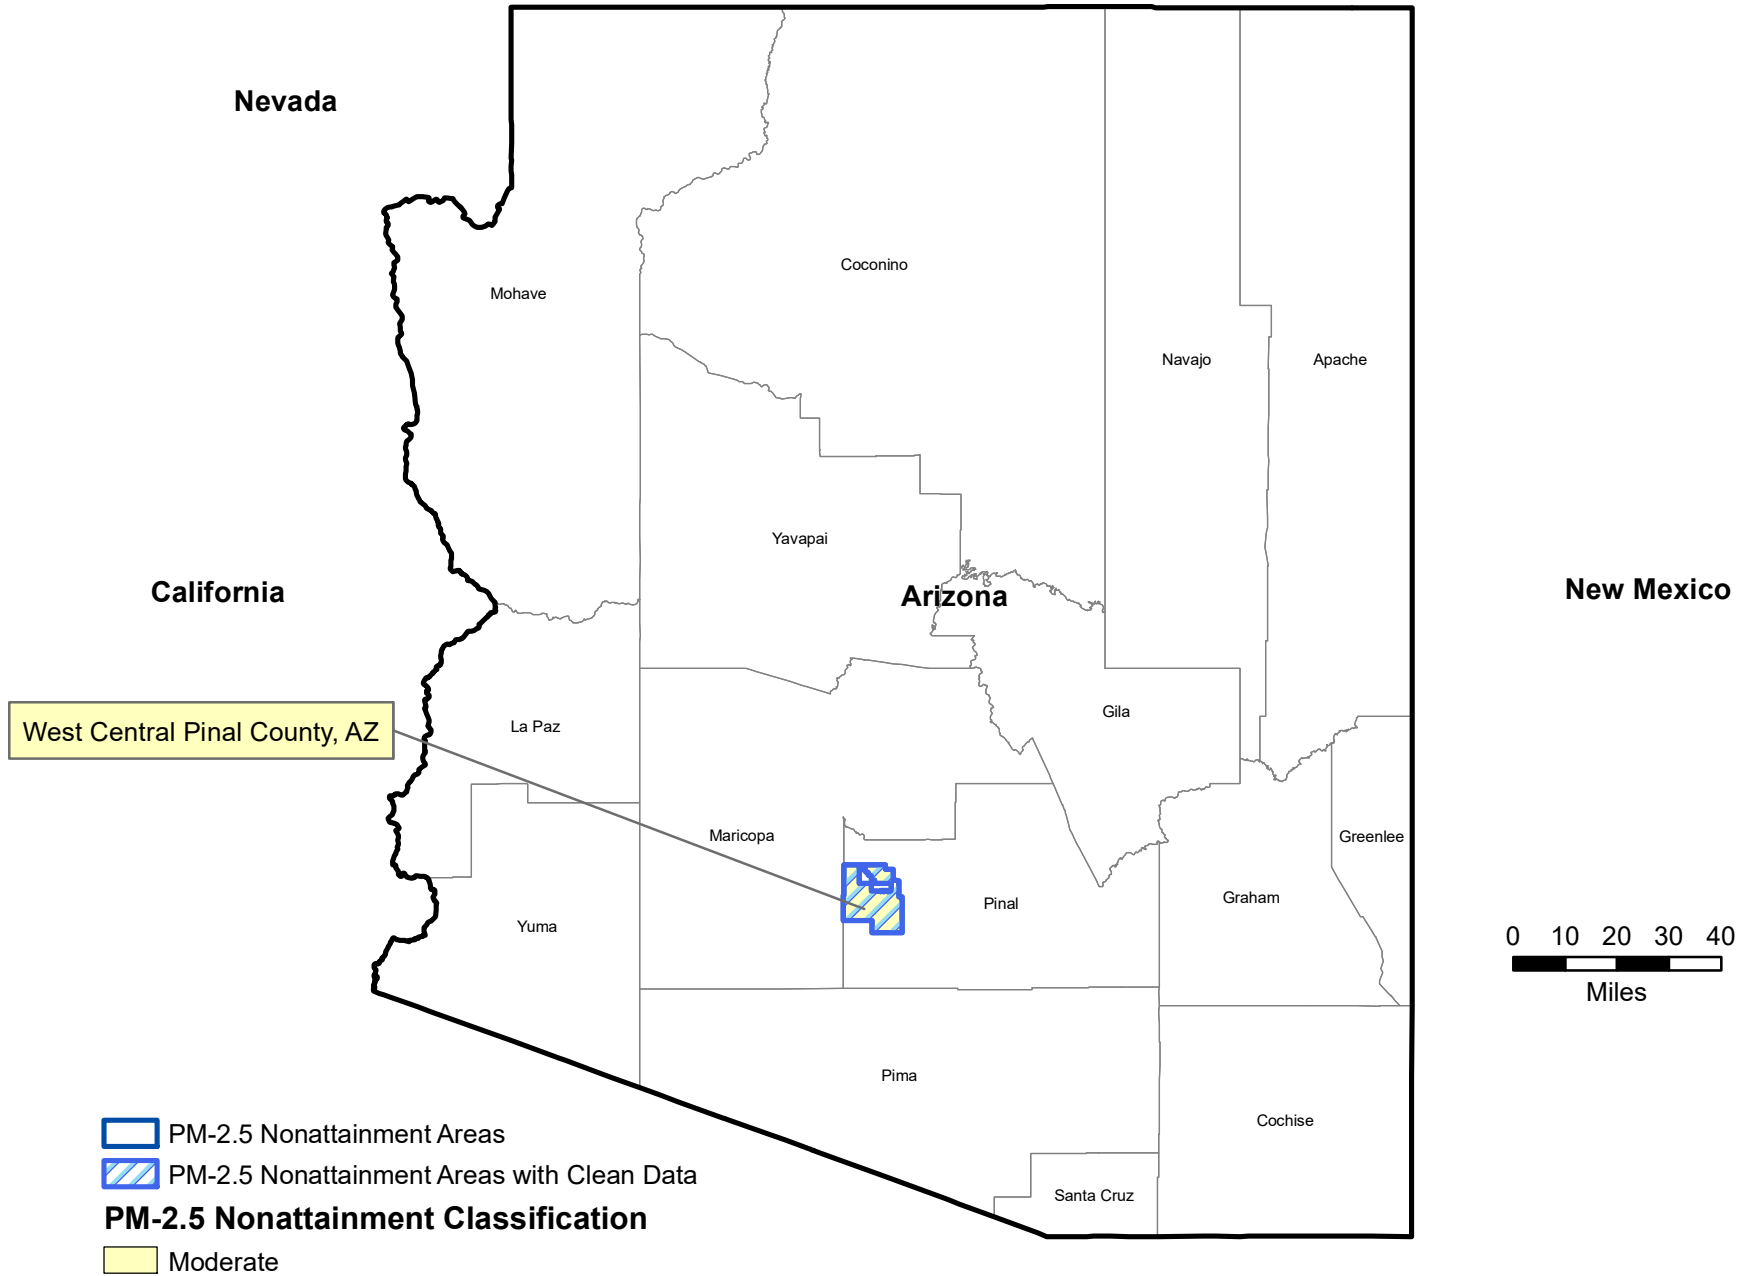 Nevada
Coconino
Mohave
Navajo
Apache
Yavapai
California
Arizona
New Mexico
Gila
La Paz
West Central Pinal County, AZ
Maricopa
Greenlee
Graham
Pinal
Yuma
0 10 20 30 40
Miles
Pima
Cochise
Santa Cruz
PM-2.5 Nonattainment Areas
PM-2.5 Nonattainment Areas with Clean Data
PM-2.5 Nonattainment Classification
Moderate